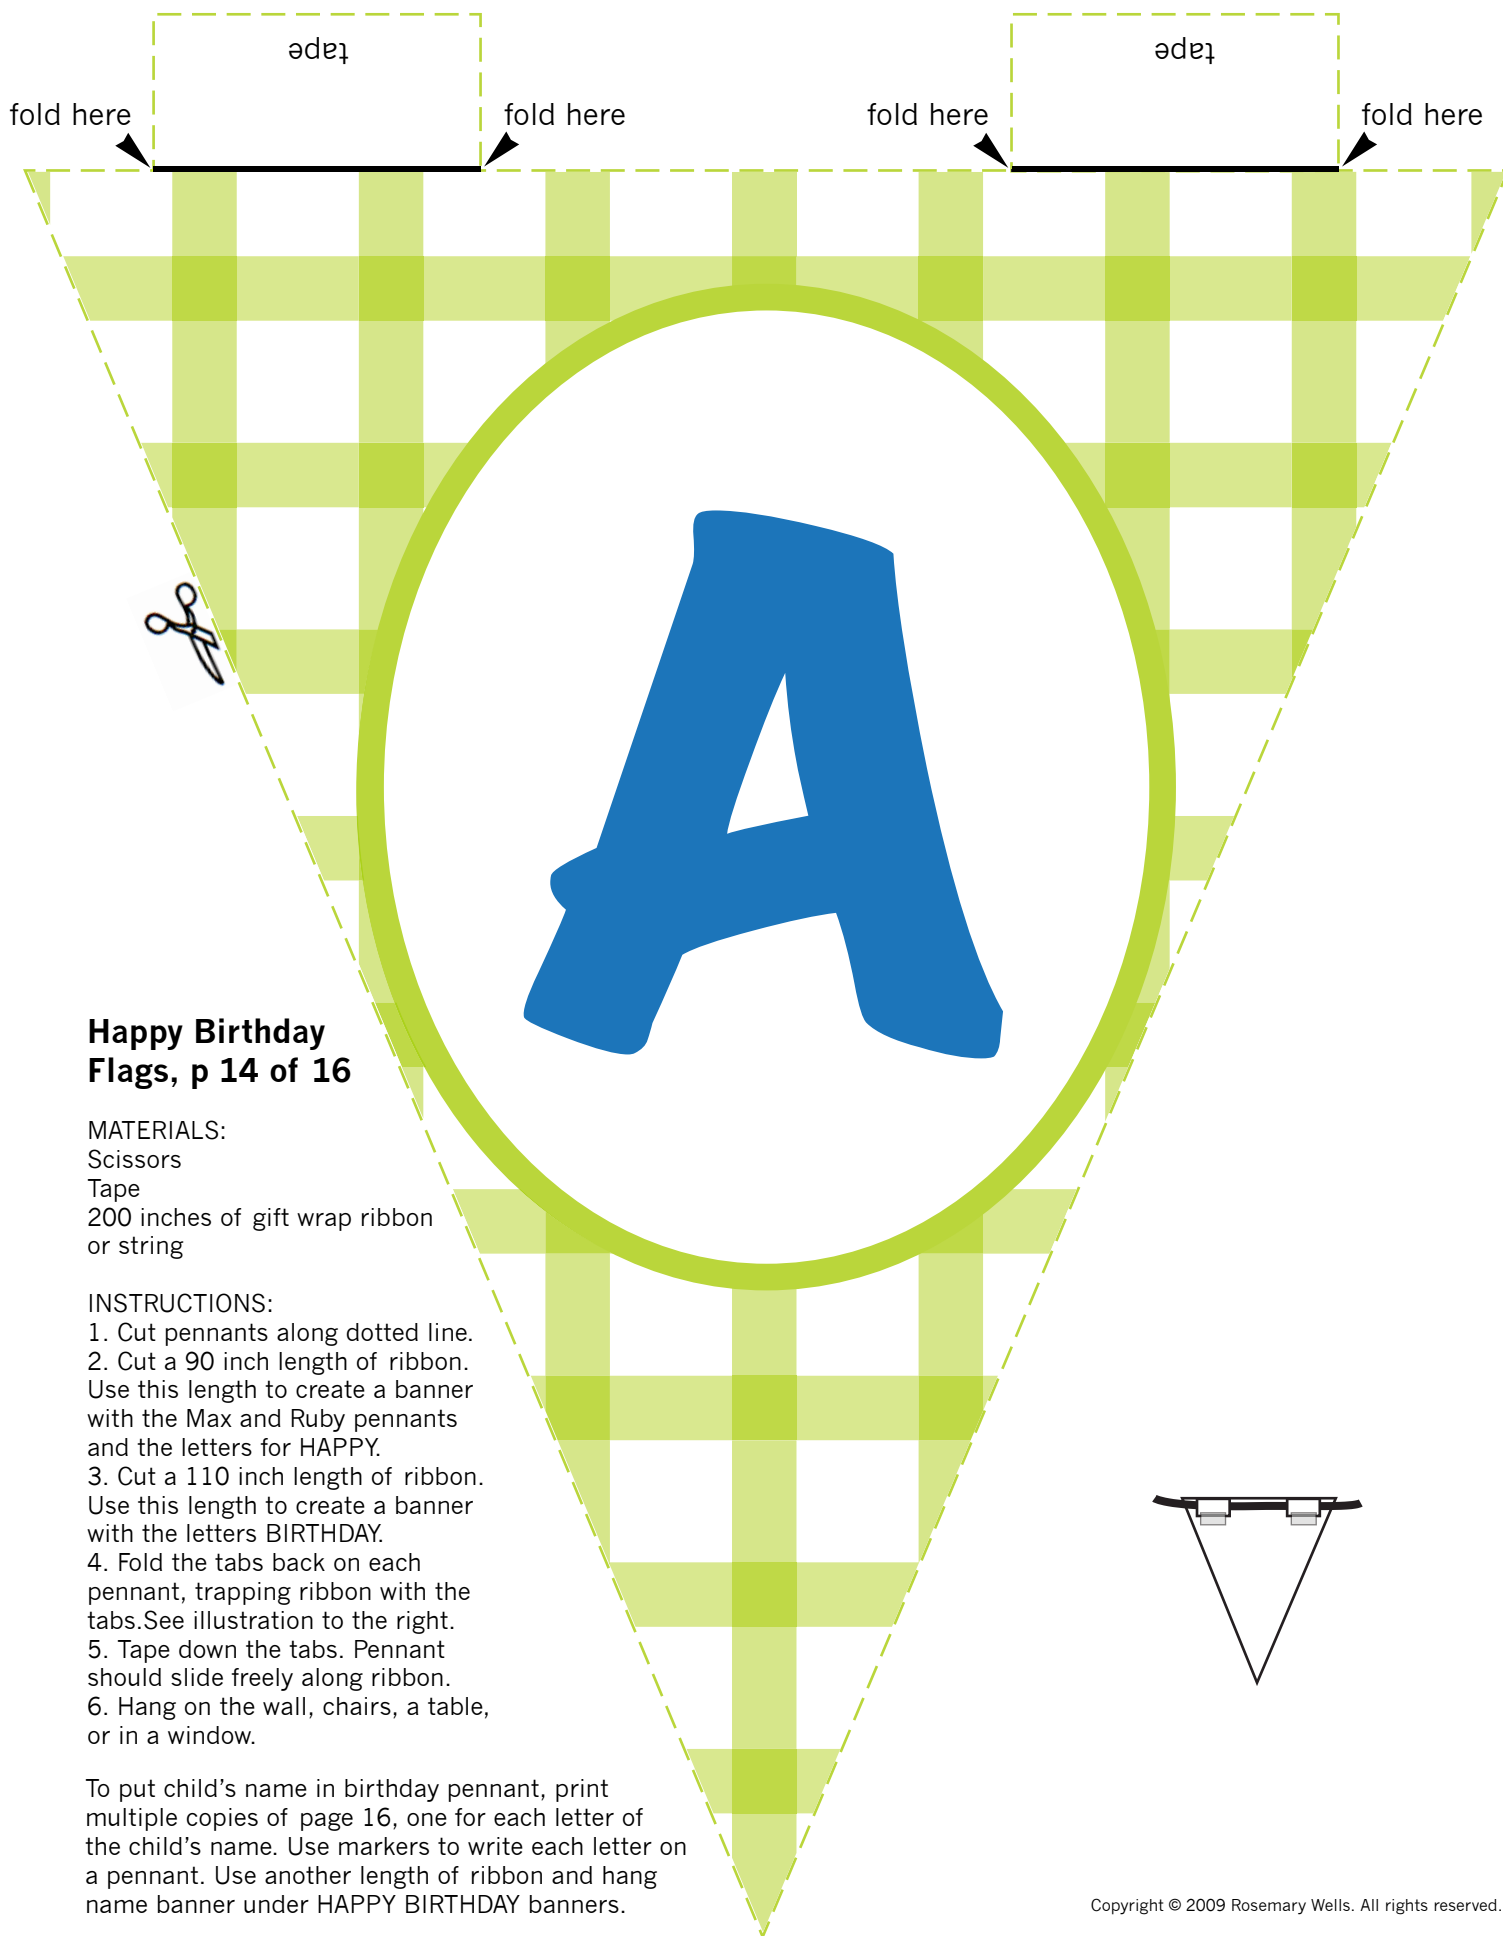 tape
tape
fold here
fold here
fold here
fold here
A
Happy Birthday
Flags, p 14 of 16
MATERIALS:
Scissors
Tape
200 inches of gift wrap ribbon
or string
INSTRUCTIONS:
1. Cut pennants along dotted line.
2. Cut a 90 inch length of ribbon.
Use this length to create a banner
with the Max and Ruby pennants
and the letters for HAPPY.
3. Cut a 110 inch length of ribbon.
Use this length to create a banner
with the letters BIRTHDAY.
4. Fold the tabs back on each
pennant, trapping ribbon with the
tabs.See illustration to the right.
5. Tape down the tabs. Pennant
should slide freely along ribbon.
6. Hang on the wall, chairs, a table,
or in a window.
To put child’s name in birthday pennant, print
multiple copies of page 16, one for each letter of
the child’s name. Use markers to write each letter on
a pennant. Use another length of ribbon and hang
name banner under HAPPY BIRTHDAY banners.
Copyright © 2009 Rosemary Wells. All rights reserved.